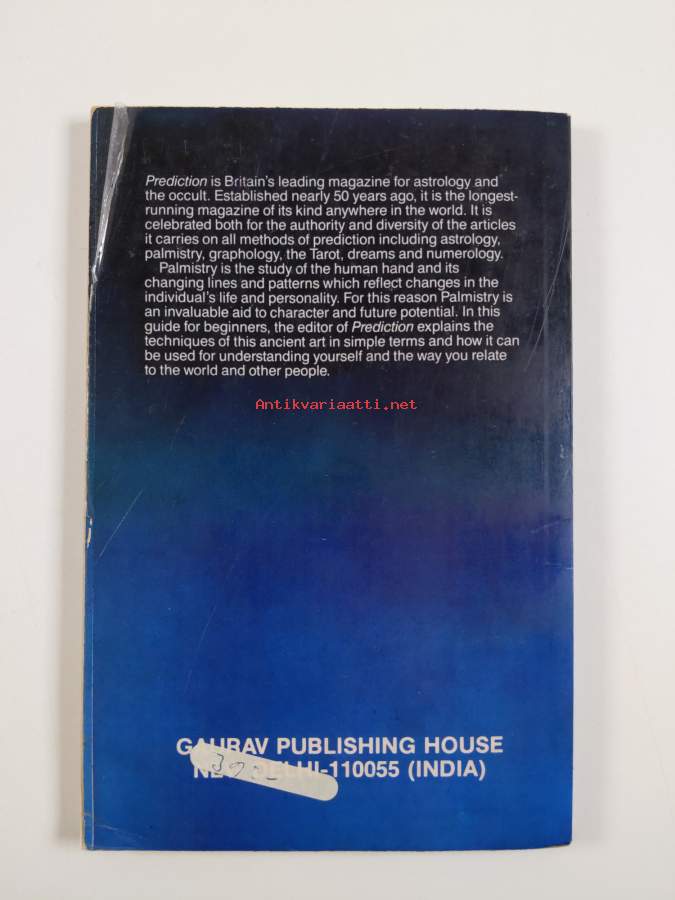 Prediction is Britain's leading magazine for astrology and
the occult. Established nearly 50 years ago, it is the longest-
running magazine of its kind anywhere in the world. It is
celebrated both for the authority and diversity of the articles
it carries on all methods of prediction including astrology,
palmistry, graphology, the Tarot, dreams and numerology.
Palmistry is the study of the human hand and its
changing lines and patterns which reflect changes in the
individual's life and personality. For this reason Palmistry is
an invaluable aid to character and future potential. In this
guide for beginners, the editor of Prediction explains the
techniques of this ancient art in simple terms and how it can
be used for understanding yourself and the way you relate
to the world and other people.
Antikvariaatti.net
GAURAV PUBLISHING HOUSE
NEW DELHI-110055 (INDIA)